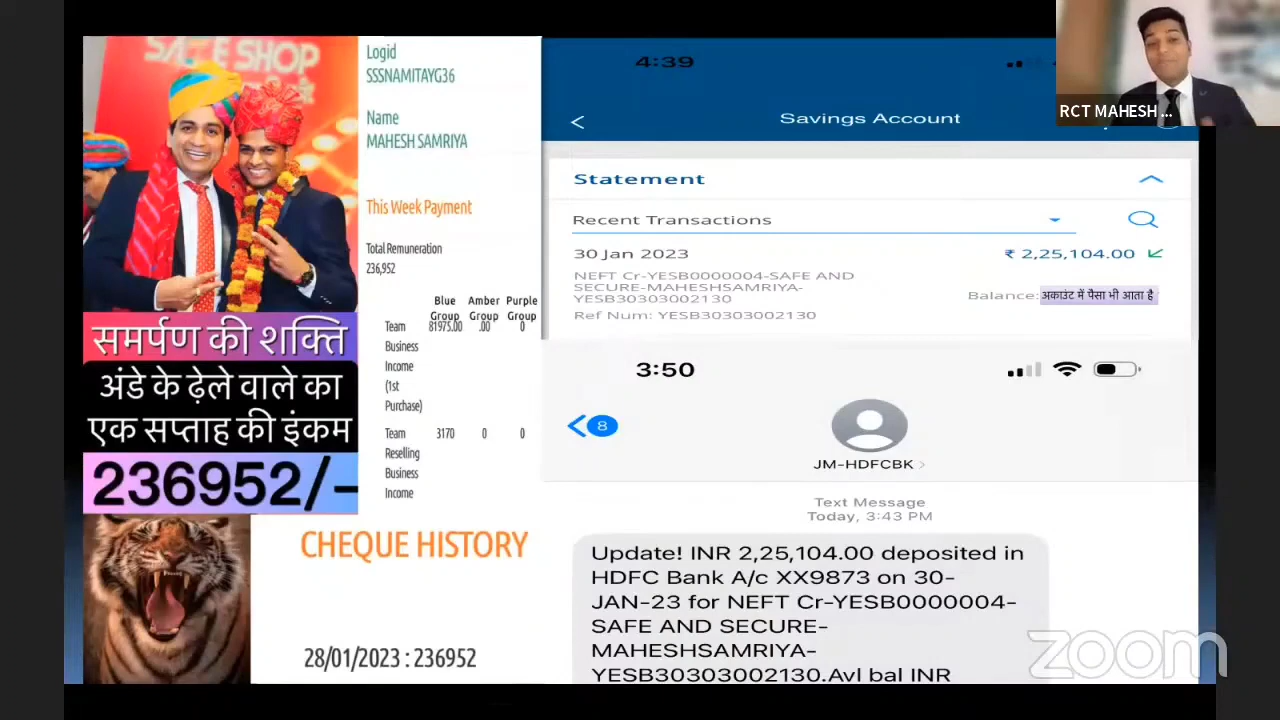 SAFE SHOP
समर्पण की शक्ति
अंडे के ढ़ेले वाले का
एक सप्ताह की इंकम
236952/-
Logid
SSSNAMITAYG36
Name
MAHESH SAMRIYA
This Week Payment
Total Remuneration
236,952
Blue Group Amber Group Purple Group
Team Business Income (1st Purchase) 81975.00 .00 0
Team Reselling Business Income 3170 0 0
CHEQUE HISTORY
28/01/2023 : 236952
4:39
Savings Account
Statement
Recent Transactions
30 Jan 2023 ₹ 2,25,104.00
NEFT Cr-YESB0000004-SAFE AND
SECURE-MAHESHSAMRIYA-
YESB30303002130
Balance: अकाउंट में पैसा भी आता है
Ref Num: YESB30303002130
3:50
8
JM-HDFCBK
Text Message
Today, 3:43 PM
Update! INR 2,25,104.00 deposited in
HDFC Bank A/c XX9873 on 30-
JAN-23 for NEFT Cr-YESB0000004-
SAFE AND SECURE-
MAHESHSAMRIYA-
YESB30303002130.Avl bal INR
RCT MAHESH ...
zoom